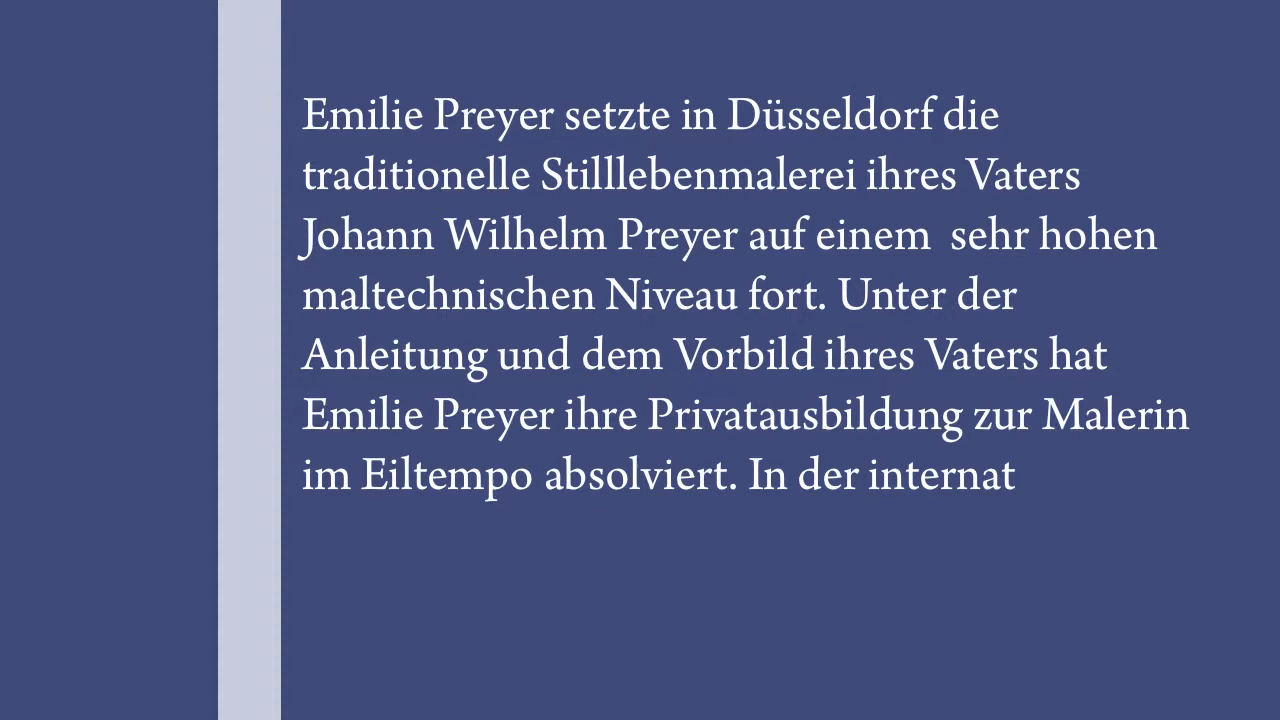 Emilie Preyer setzte in Düsseldorf die
traditionelle Stilllebenmalerei ihres Vaters
Johann Wilhelm Preyer auf einem  sehr hohen
maltechnischen Niveau fort. Unter der
Anleitung und dem Vorbild ihres Vaters hat
Emilie Preyer ihre Privatausbildung zur Malerin
im Eiltempo absolviert. In der internat